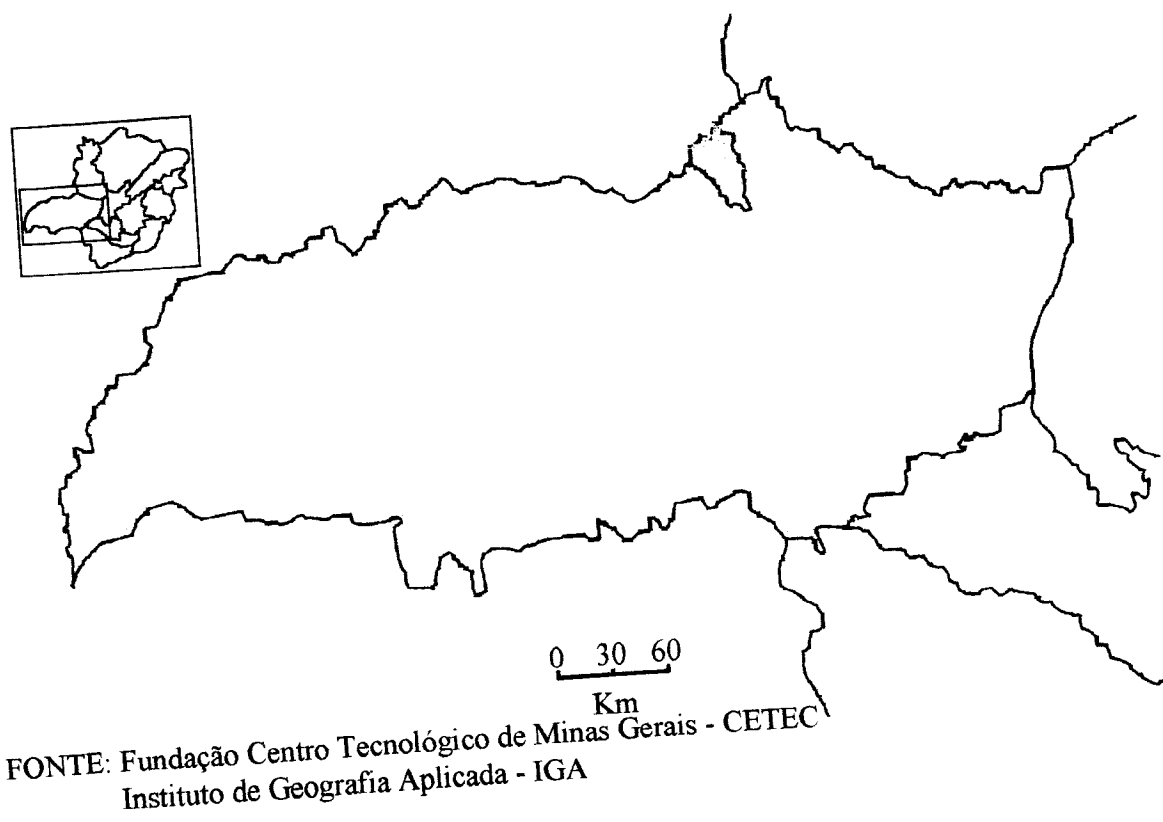 0 30 60
Km
FONTE: Fundação Centro Tecnológico de Minas Gerais - CETEC
Instituto de Geografia Aplicada - IGA